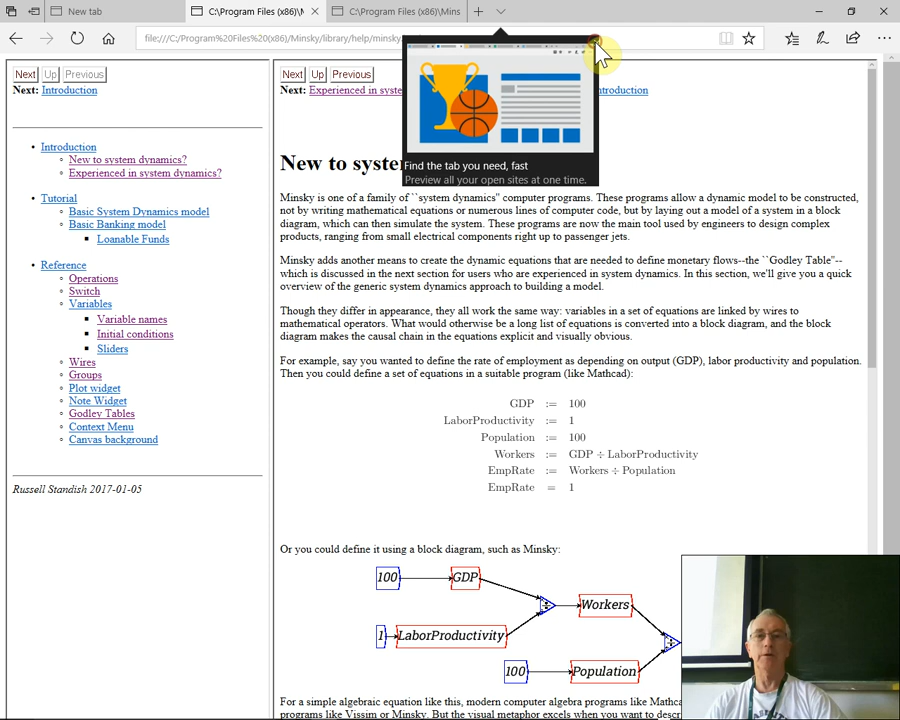 New tab
C:\Program Files (x86)\M
C:\Program Files (x86)\Mins
file:///C:/Program%20Files%20(x86)/Minsky/library/help/minsky.
Find the tab you need, fast
Preview all your open sites at one time.
Next Up Previous
Next: Introduction
Introduction
New to system dynamics?
Experienced in system dynamics?
Tutorial
Basic System Dynamics model
Basic Banking model
Loanable Funds
Reference
Operations
Switch
Variables
Variable names
Initial conditions
Sliders
Wires
Groups
Plot widget
Note Widget
Godley Tables
Context Menu
Canvas background
Russell Standish 2017-01-05
Next Up Previous
Next: Experienced in syste ntroduction
New to syste
Minsky is one of a family of ``system dynamics'' computer programs. These programs allow a dynamic model to be constructed,
not by writing mathematical equations or numerous lines of computer code, but by laying out a model of a system in a block
diagram, which can then simulate the system. These programs are now the main tool used by engineers to design complex
products, ranging from small electrical components right up to passenger jets.
Minsky adds another means to create the dynamic equations that are needed to define monetary flows--the ``Godley Table''--
which is discussed in the next section for users who are experienced in system dynamics. In this section, we'll give you a quick
overview of the generic system dynamics approach to building a model.
Though they differ in appearance, they all work the same way: variables in a set of equations are linked by wires to
mathematical operators. What would otherwise be a long list of equations is converted into a block diagram, and the block
diagram makes the causal chain in the equations explicit and visually obvious.
For example, say you wanted to define the rate of employment as depending on output (GDP), labor productivity and population.
Then you could define a set of equations in a suitable program (like Mathcad):
GDP := 100
LaborProductivity := 1
Population := 100
Workers := GDP ÷ LaborProductivity
EmpRate := Workers ÷ Population
EmpRate = 1
Or you could define it using a block diagram, such as Minsky:
100 GDP
÷ Workers
1 LaborProductivity
÷
100 Population
For a simple algebraic equation like this, modern computer algebra programs like Mathca
programs like Vissim or Minsky. But the visual metaphor excels when you want to descr